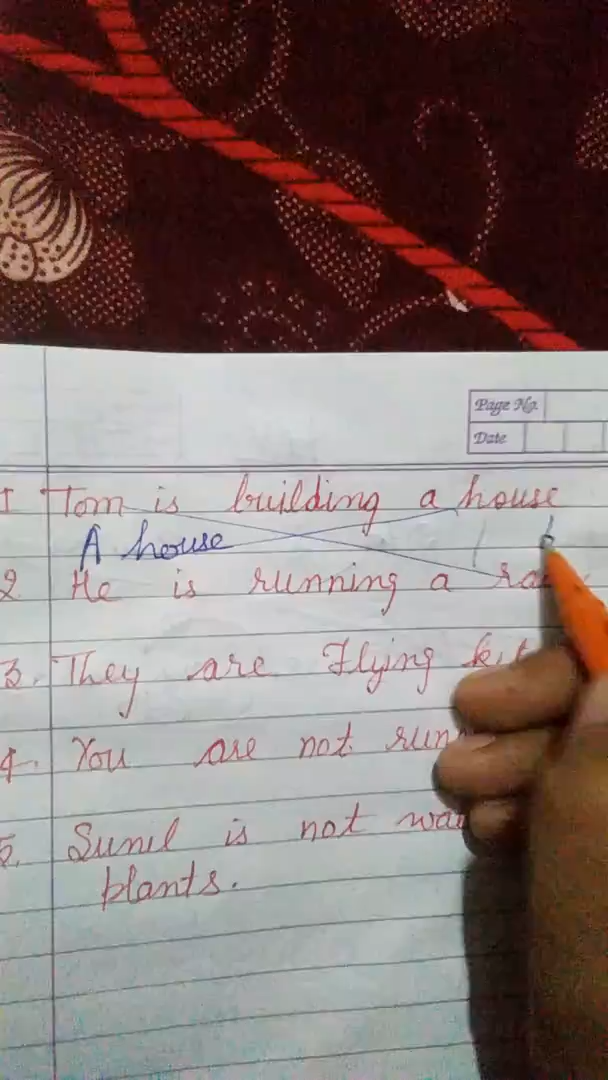 Page No.
Date
1 Tom is building a house
A house
2 He is running a
3. They are Flying
4. You are not
5. Sunil is not
plants.